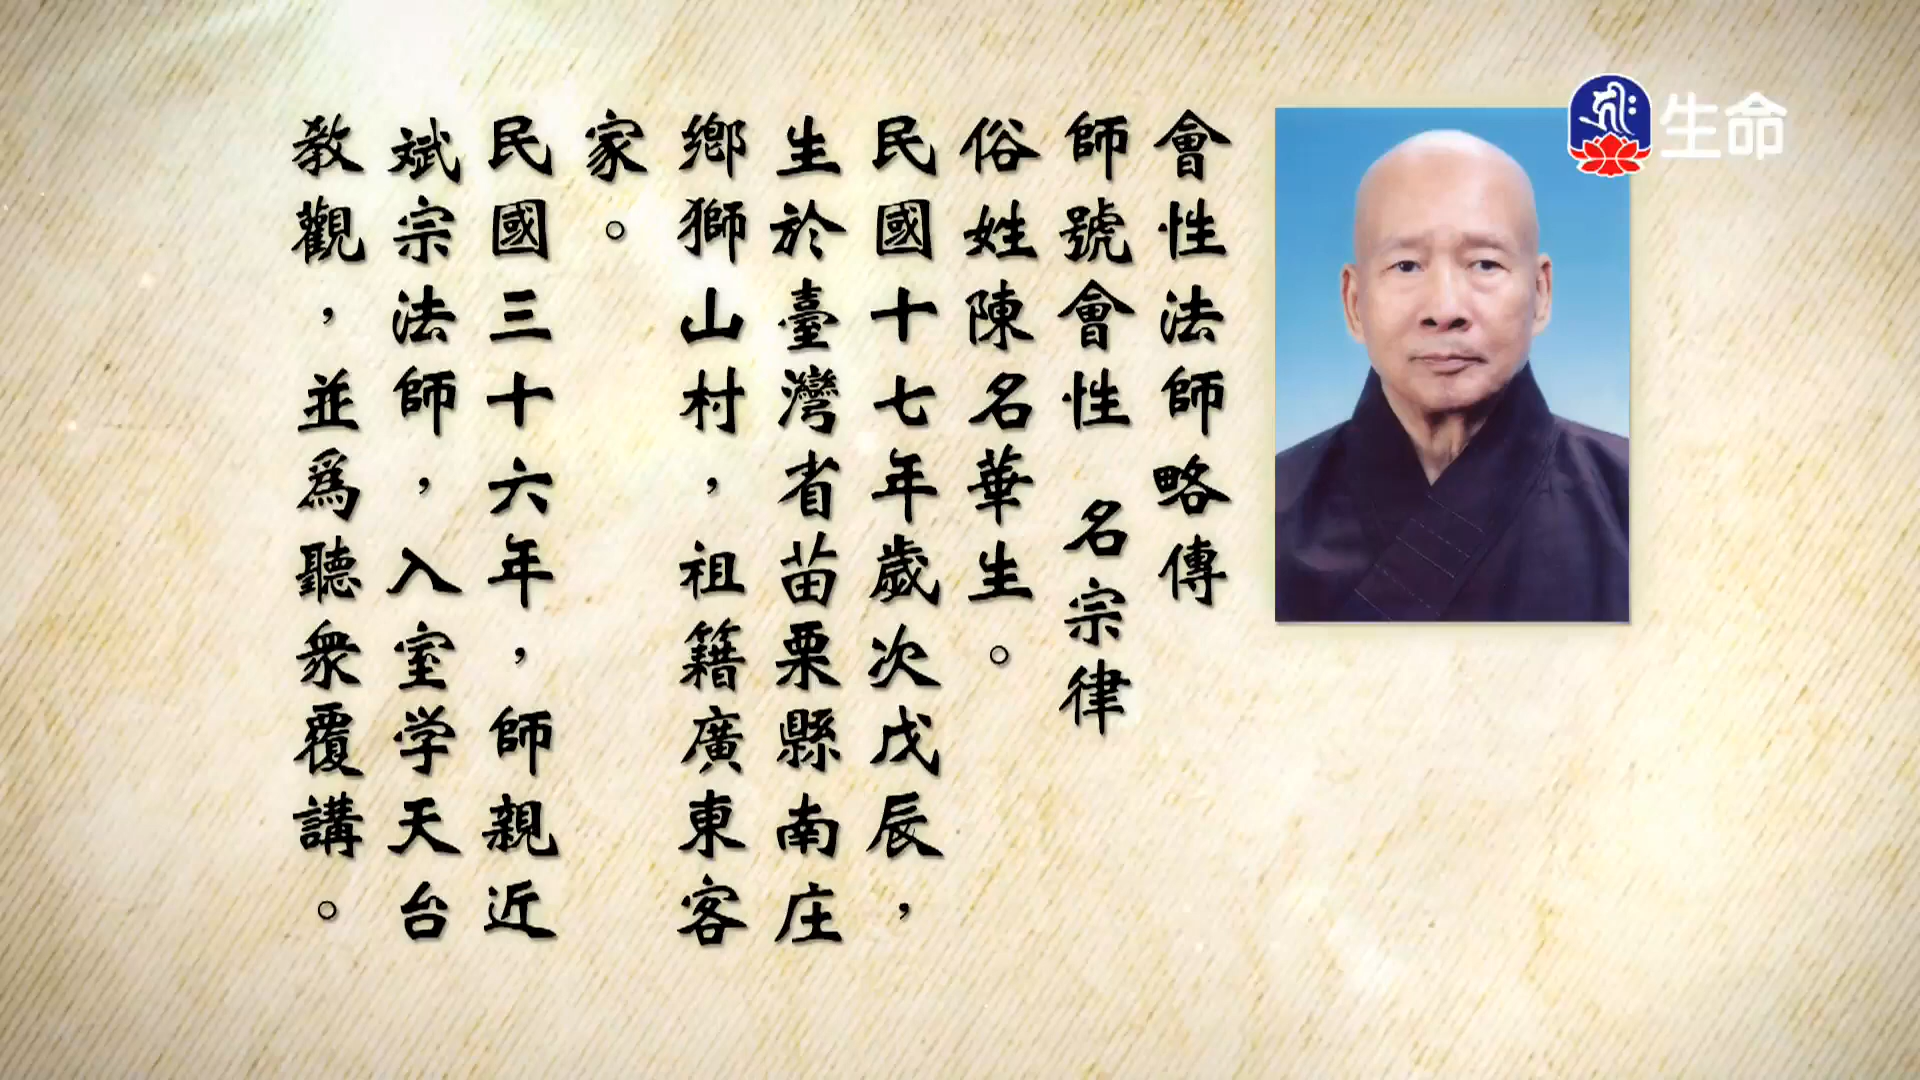 會性法師略傳
師號會性 名宗律
俗姓陳名華生。
民國十七年歲次戊辰，
生於臺灣省苗栗縣南庄
鄉獅山村，祖籍廣東客
家。
民國三十六年，師親近
斌宗法師，入室学天台
教觀，並爲聽衆覆講。
生命